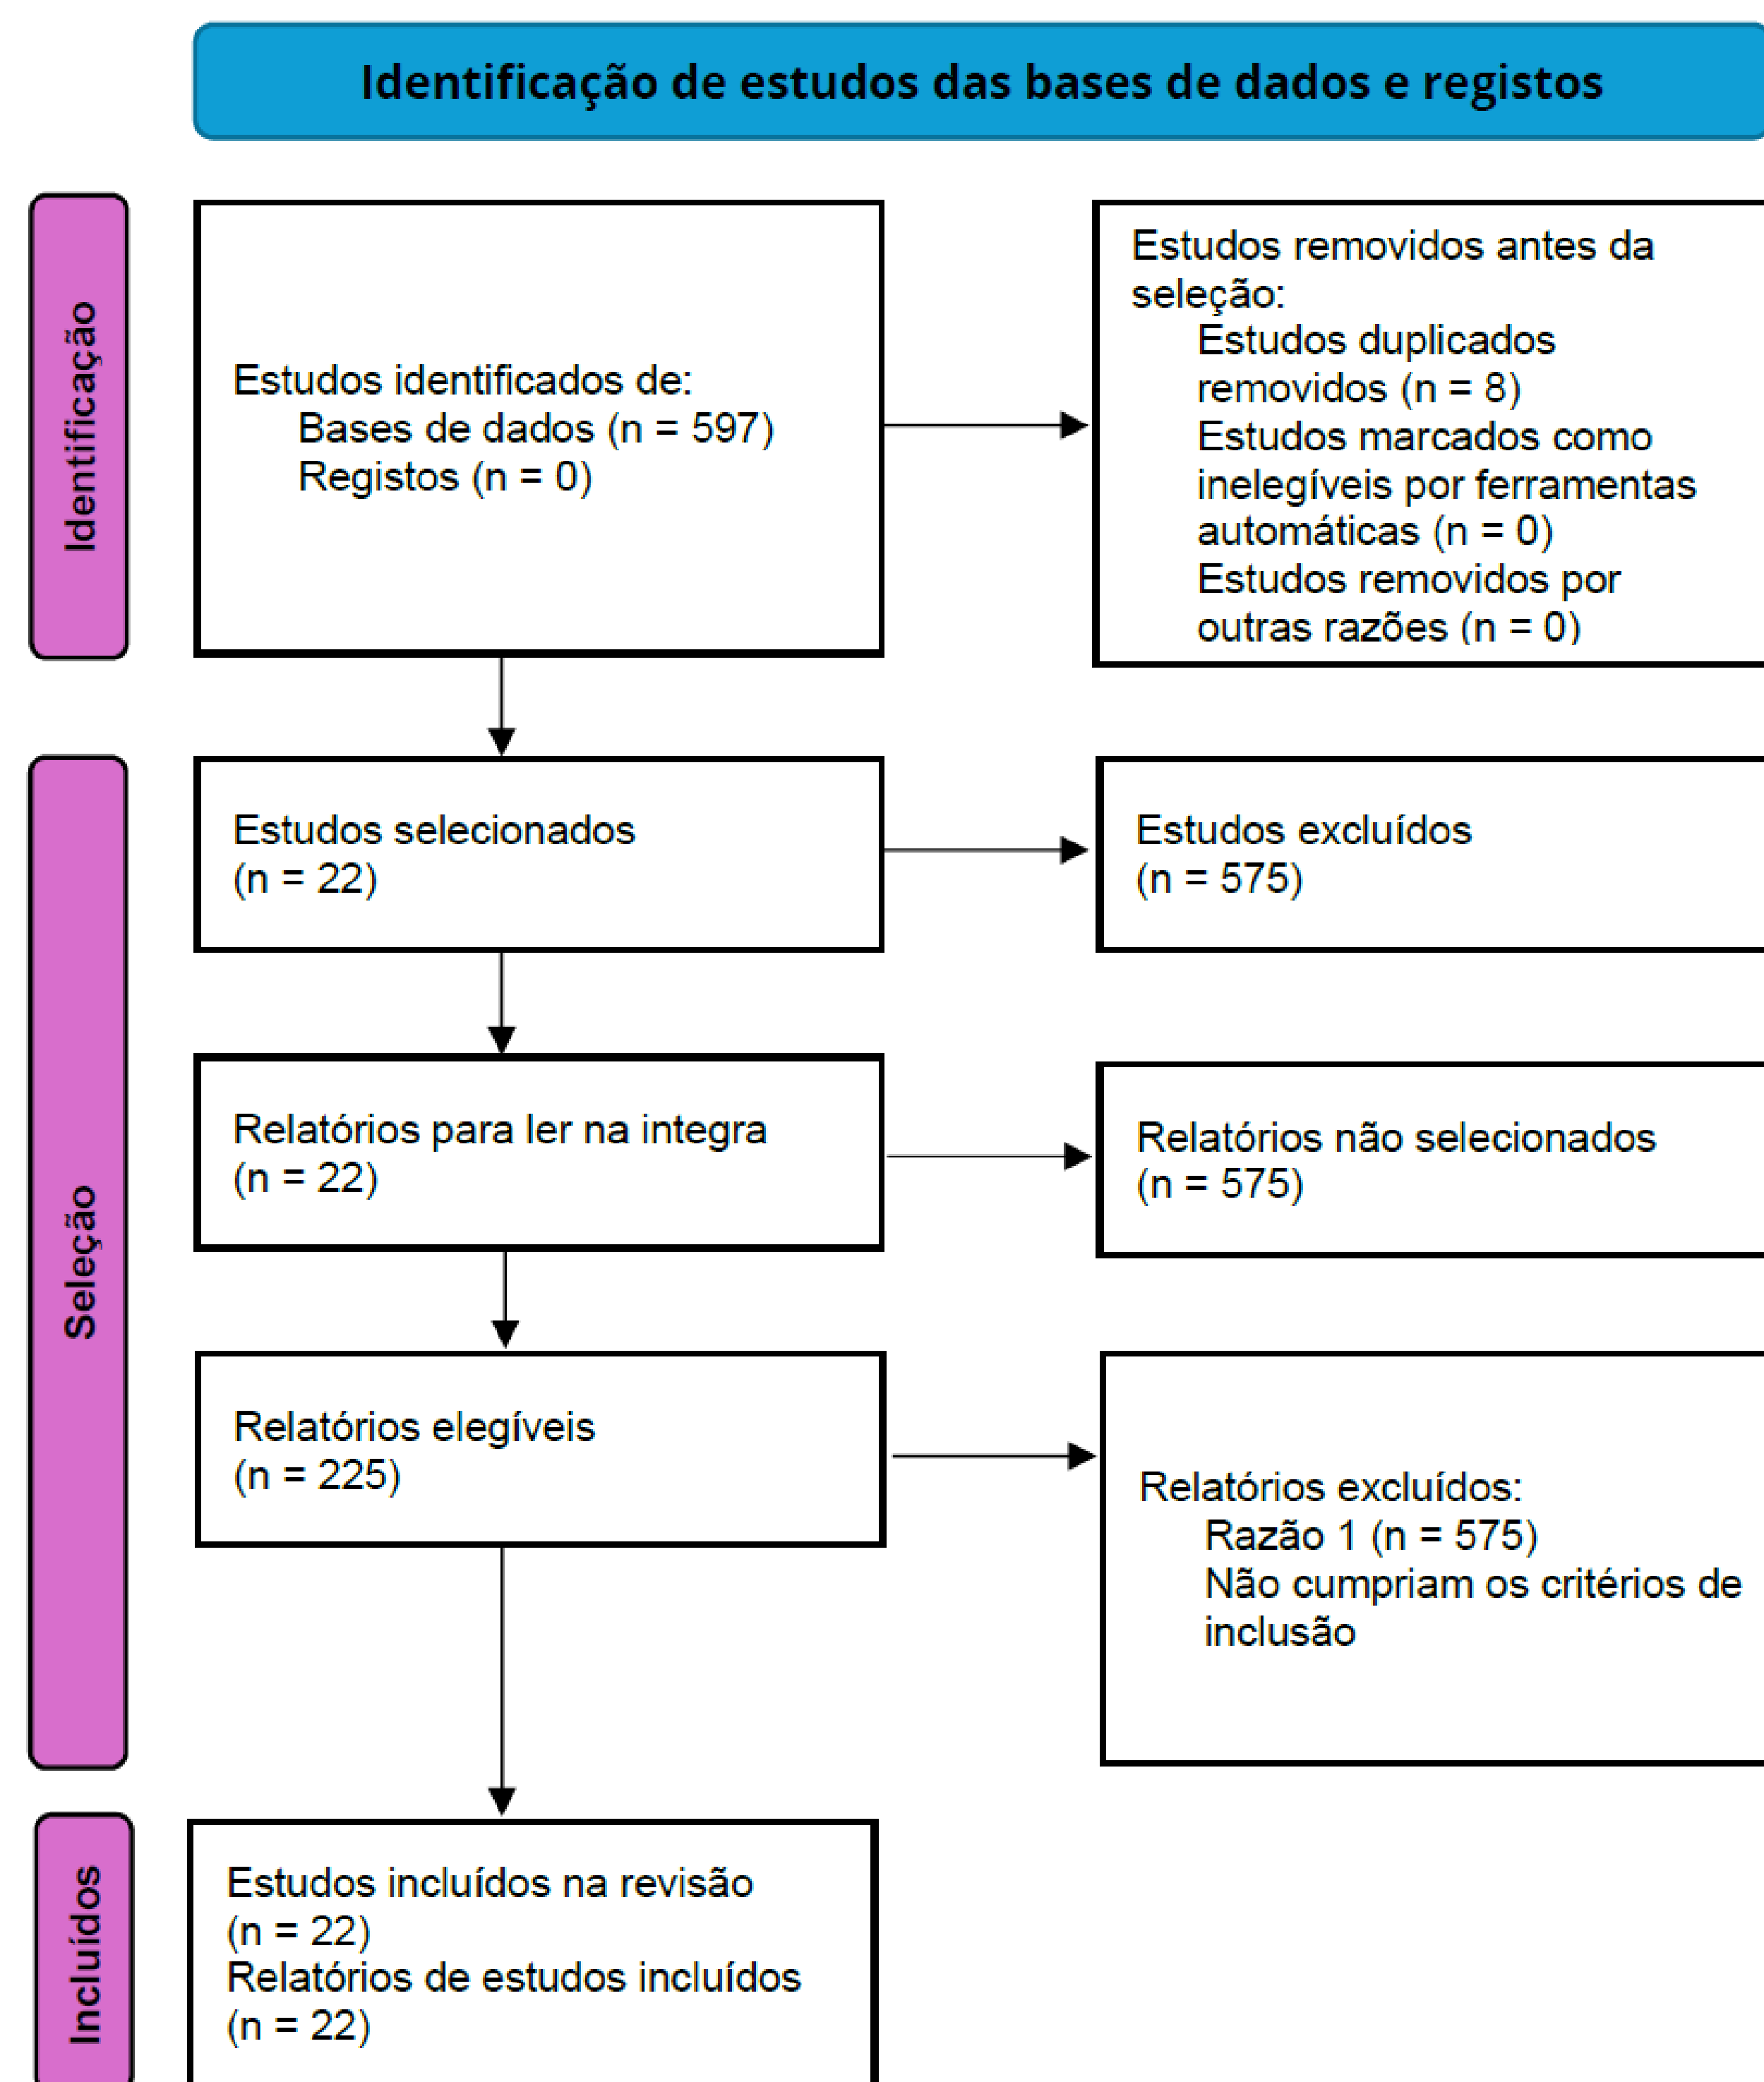 Identificação de estudos das bases de dados e registos
Identificação
Estudos identificados de:
Bases de dados (n = 597)
Registos (n = 0)
Estudos removidos antes da
seleção:
Estudos duplicados
removidos (n = 8)
Estudos marcados como
inelegíveis por ferramentas
automáticas (n = 0)
Estudos removidos por
outras razões (n = 0)
Seleção
Estudos selecionados
(n = 22)
Estudos excluídos
(n = 575)
Relatórios para ler na integra
(n = 22)
Relatórios não selecionados
(n = 575)
Relatórios elegíveis
(n = 225)
Relatórios excluídos:
Razão 1 (n = 575)
Não cumpriam os critérios de
inclusão
Incluídos
Estudos incluídos na revisão
(n = 22)
Relatórios de estudos incluídos
(n = 22)